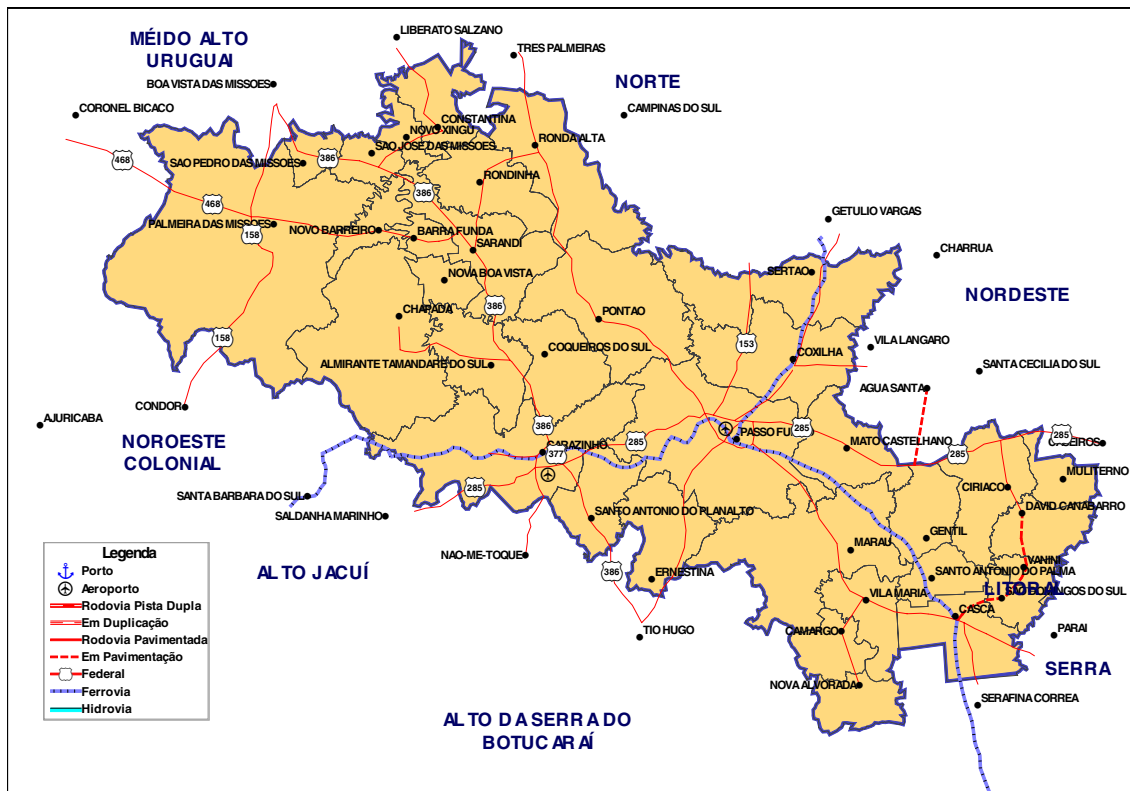 LIBERATO SALZANO
MÉIDO ALTO
URUGUAI
TRES PALMEIRAS
NORTE
BOA VISTA DAS MISSOES
CORONEL BICACO
CAMPINAS DO SUL
CONSTANTINA
NOVO XINGU
RONDA ALTA
SAO JOSE DAS MISSOES
468
386
SAO PEDRO DAS MISSOES
RONDINHA
386
468
GETULIO VARGAS
PALMEIRA DAS MISSOES
158
NOVO BARREIRO
BARRA FUNDA
SARANDI
CHARRUA
NOVA BOA VISTA
SERTAO
NORDESTE
386
CHAPADA
PONTAO
158
153
VILA LANGARO
COQUEIROS DO SUL
COXILHA
ALMIRANTE TAMANDARE DO SUL
SANTA CECILIA DO SUL
AGUA SANTA
CONDOR
AJURICABA
NOROESTE
COLONIAL
386
285
285
PASSO FU
MATO CASTELHANO
285
285
377
CARAZINHO
MULITERNO
285
CIRIACO
SANTA BARBARA DO SUL
SALDANHA MARINHO
SANTO ANTONIO DO PLANALTO
DAVID CANABARRO
GENTIL
NAO-ME-TOQUE
MARAU
VANINI
ALTO JACUÍ
386
ERNESTINA
SANTO ANTONIO DO PALMA
LITORAL
SAO DOMINGOS DO SUL
VILA MARIA
CASCA
TIO HUGO
CAMARGO
PARAI
SERRA
NOVA ALVORADA
SERAFINA CORREA
ALTO DA SERRA DO
BOTUCARAÍ
Legenda
Porto
Aeroporto
Rodovia Pista Dupla
Em Duplicação
Rodovia Pavimentada
Em Pavimentação
Federal
Ferrovia
Hidrovia